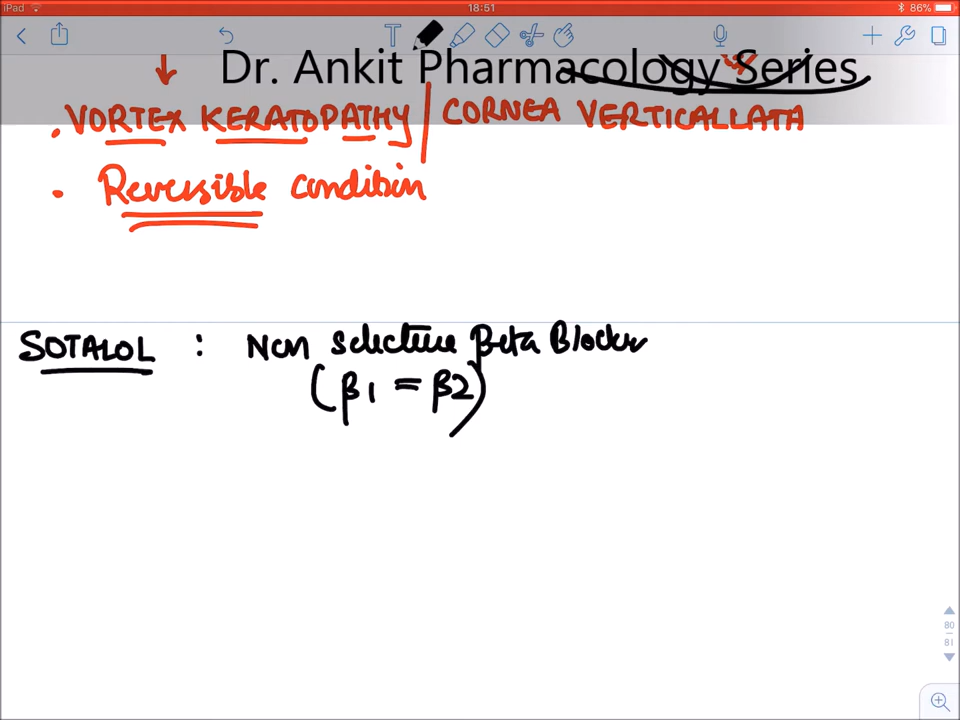 iPad 18:51 86%
T
Dr. Ankit Pharmacology Series
VORTEX KERATOPATHY | CORNEA VERTICALLATA
Reversible condition
SOTALOL : Non selective Beta Blocker
(β1 = β2)
80
81